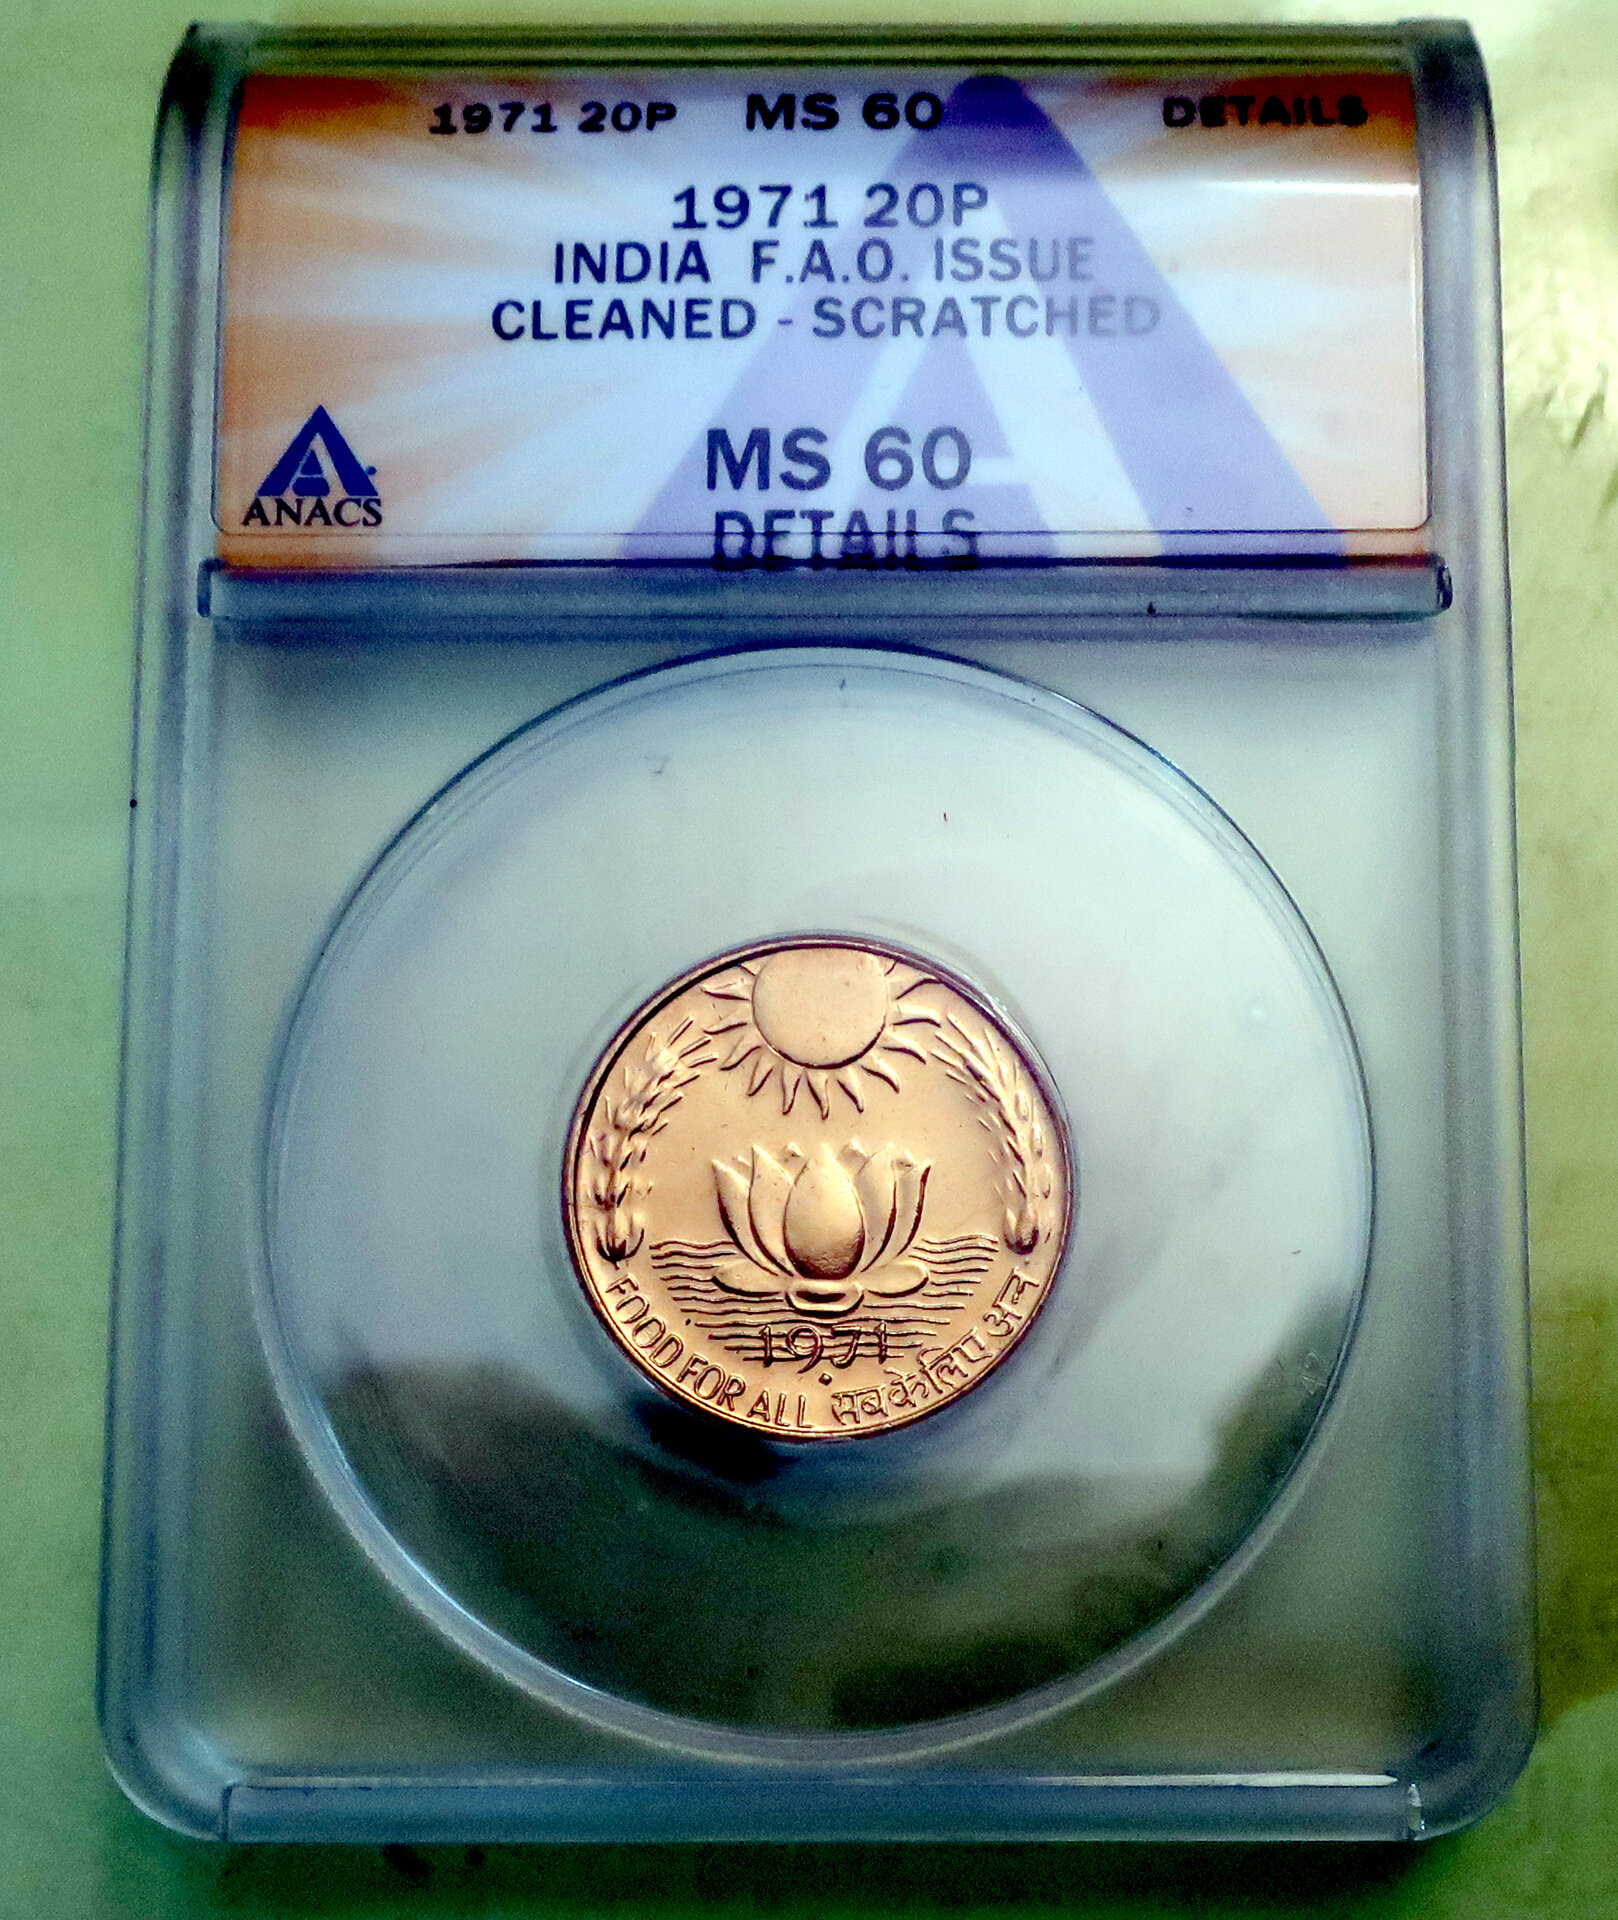 1971 20P MS 60 DETAILS
1971 20P
INDIA F.A.O. ISSUE
CLEANED - SCRATCHED
MS 60
DETAILS
ANACS
1971
FOOD FOR ALL सबके लिए अन्न
42